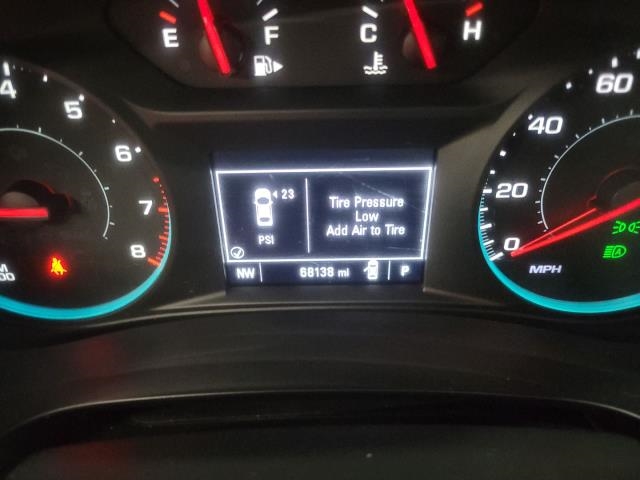 E F C H
4 5 6 7 8
60 40 20 0
23
PSI
Tire Pressure
Low
Add Air to Tire
NW 68138 mi P
MPH
A